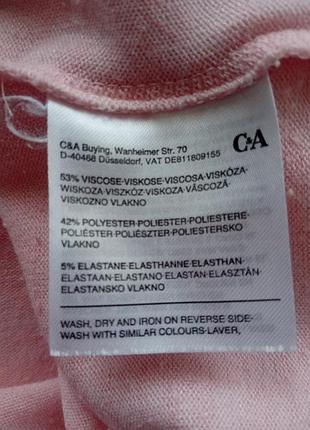 C&A Buying, Wanheimer Str. 70
D-40468 Düsseldorf, VAT DE811809155
C&A
53% VISCOSE·VISKOSE·VISCOSA·VISKÓZA·
WISKOZA·VISZKÓZ·VISKOZA·VÂSCOZĂ·
VISKOZNO VLAKNO
42% POLYESTER·POLIESTER·POLIESTERE·
POLIÉSTER·POLIÉSZTER·POLIESTERSKO
VLAKNO
5% ELASTANE·ELASTHANNE·ELASTHAN·
ELASTAAN·ELASTANO·ELASTAN·ELASZTÁN·
ELASTANSKO VLAKNO
WASH, DRY AND IRON ON REVERSE SIDE·
WASH WITH SIMILAR COLOURS·LAVER,